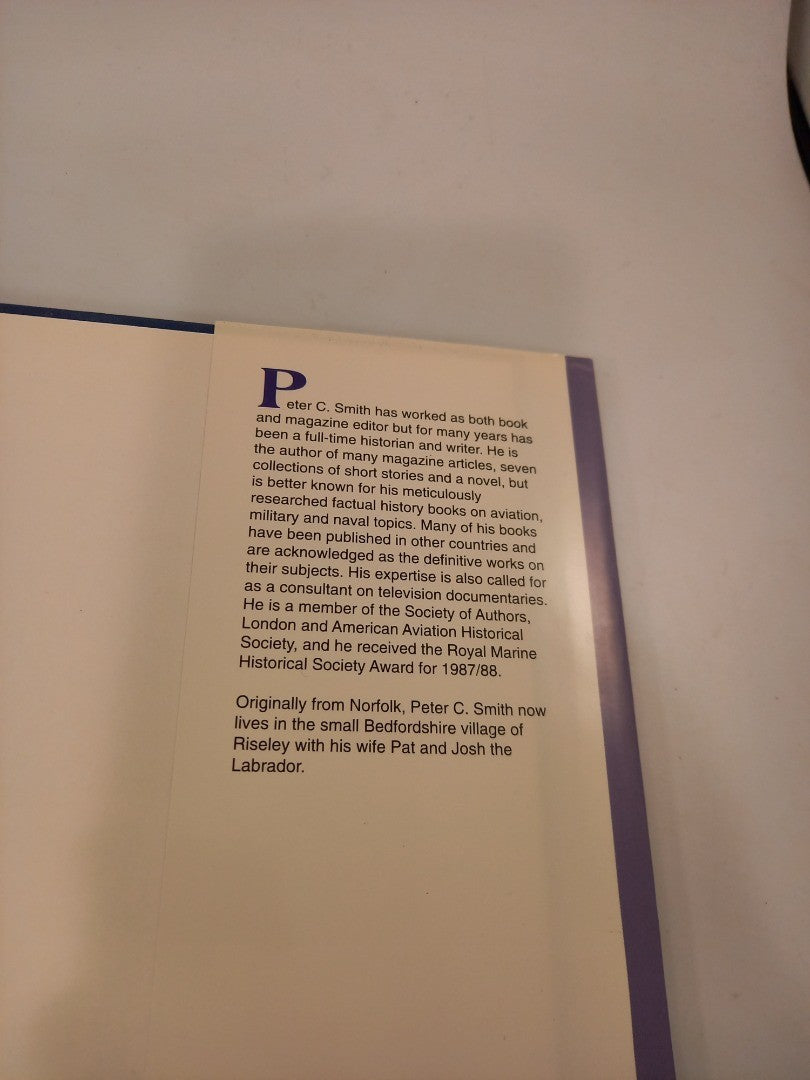 Peter C. Smith has worked as both book
and magazine editor but for many years has
been a full-time historian and writer. He is
the author of many magazine articles, seven
collections of short stories and a novel, but
is better known for his meticulously
researched factual history books on aviation,
military and naval topics. Many of his books
have been published in other countries and
are acknowledged as the definitive works on
their subjects. His expertise is also called for
as a consultant on television documentaries.
He is a member of the Society of Authors,
London and American Aviation Historical
Society, and he received the Royal Marine
Historical Society Award for 1987/88.
Originally from Norfolk, Peter C. Smith now
lives in the small Bedfordshire village of
Riseley with his wife Pat and Josh the
Labrador.